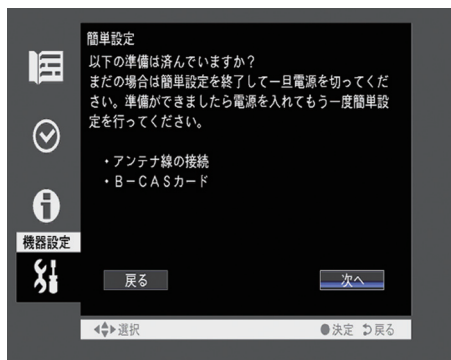 簡単設定
以下の準備は済んでいますか？
まだの場合は簡単設定を終了して一旦電源を切ってくだ
さい。準備ができましたら電源を入れてもう一度簡単設
定を行ってください。
・アンテナ線の接続
・Ｂ－ＣＡＳカード
機器設定
戻る
次へ
選択
決定 戻る